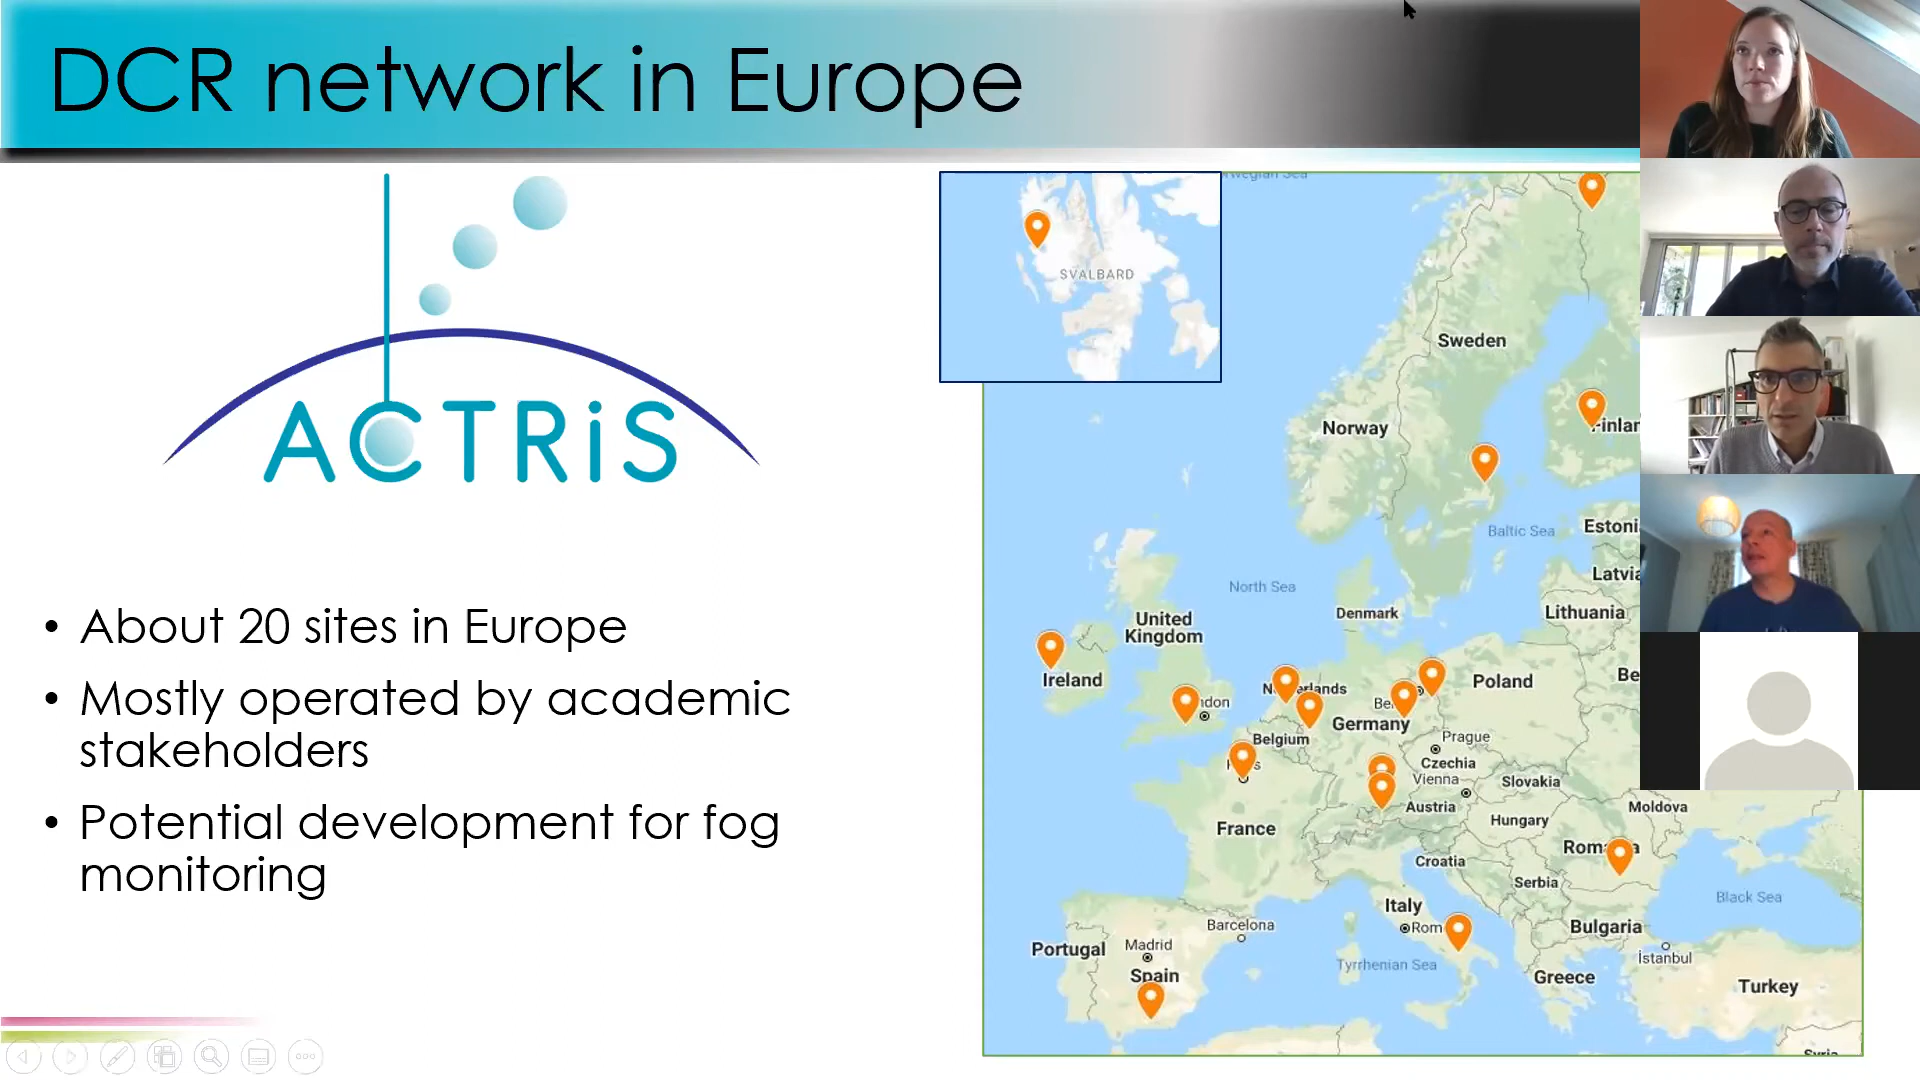 DCR network in Europe
ACTRiS
• About 20 sites in Europe
• Mostly operated by academic
stakeholders
• Potential development for fog
monitoring
SVALBARD
Sweden
Norway
Baltic Sea
North Sea
Denmark
Lithuania
United
Kingdom
Ireland
Poland
Germany
Belgium
Prague
Czechia
Vienna
Slovakia
Austria
Moldova
Hungary
France
Croatia
Serbia
Black Sea
Italy
Rom
Bulgaria
Barcelona
Portugal
Madrid
İstanbul
Tyrrhenian Sea
Spain
Greece
Turkey